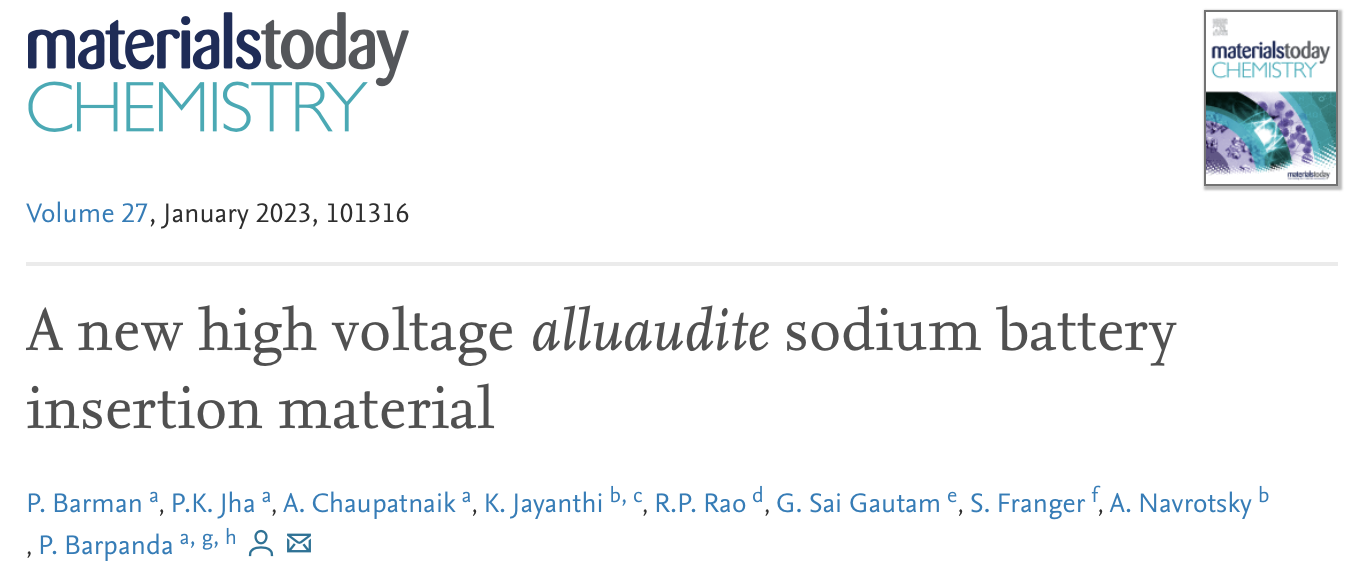 materialstoday
CHEMISTRY
materialstoday
CHEMISTRY
materialstoday
Volume 27, January 2023, 101316
A new high voltage alluaudite sodium battery
insertion material
P. Barman a, P.K. Jha a, A. Chaupatnaik a, K. Jayanthi b, c, R.P. Rao d, G. Sai Gautam e, S. Franger f, A. Navrotsky b
, P. Barpanda a, g, h